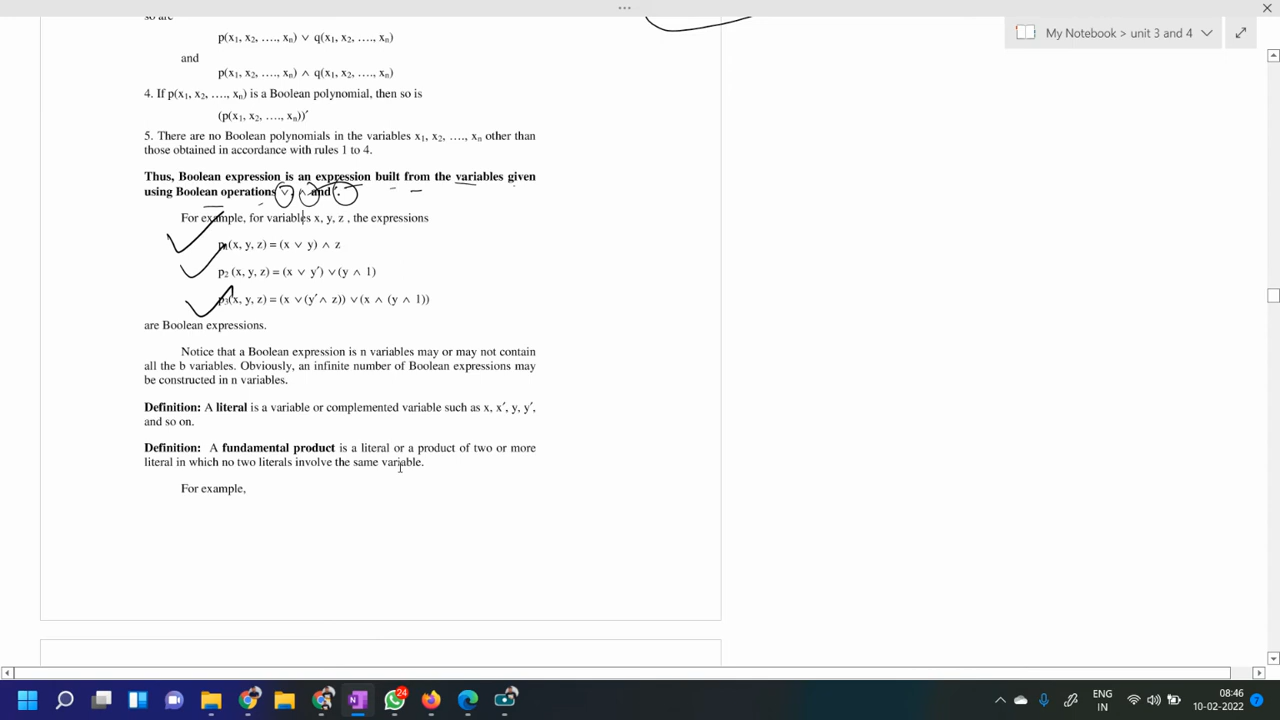 so are
p(x₁, x₂, …., xₙ) ∨ q(x₁, x₂, …., xₙ)
and
p(x₁, x₂, …., xₙ) ∧ q(x₁, x₂, …., xₙ)
4. If p(x₁, x₂, …., xₙ) is a Boolean polynomial, then so is
(p(x₁, x₂, …., xₙ))′
5. There are no Boolean polynomials in the variables x₁, x₂, …., xₙ other than
those obtained in accordance with rules 1 to 4.
Thus, Boolean expression is an expression built from the variables given
using Boolean operations ∨, ∧ and ′.
For example, for variables x, y, z , the expressions
p₁(x, y, z) = (x ∨ y) ∧ z
p₂ (x, y, z) = (x ∨ y′) ∨ (y ∧ 1)
p₃(x, y, z) = (x ∨ (y′ ∧ z)) ∨ (x ∧ (y ∧ 1))
are Boolean expressions.
Notice that a Boolean expression is n variables may or may not contain
all the b variables. Obviously, an infinite number of Boolean expressions may
be constructed in n variables.
Definition: A literal is a variable or complemented variable such as x, x′, y, y′,
and so on.
Definition: A fundamental product is a literal or a product of two or more
literal in which no two literals involve the same variable.
For example,
My Notebook > unit 3 and 4
24
ENG
IN
08:46
10-02-2022
7